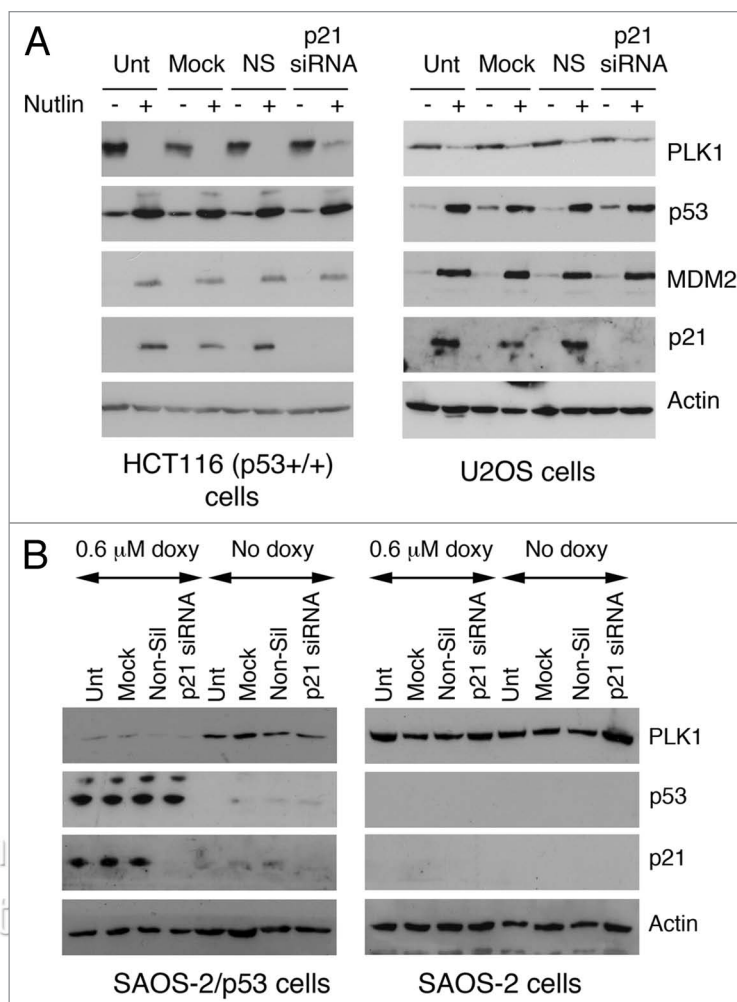 A
Unt Mock NS p21 siRNA Unt Mock NS p21 siRNA
Nutlin - + - + - + - + - + - + - + - +
PLK1
p53
MDM2
p21
Actin
HCT116 (p53+/+) cells
U2OS cells
B
0.6 μM doxy No doxy 0.6 μM doxy No doxy
Unt Mock Non-Sil p21 siRNA Unt Mock Non-Sil p21 siRNA Unt Mock Non-Sil p21 siRNA Unt Mock Non-Sil p21 siRNA
PLK1
p53
p21
Actin
SAOS-2/p53 cells SAOS-2 cells